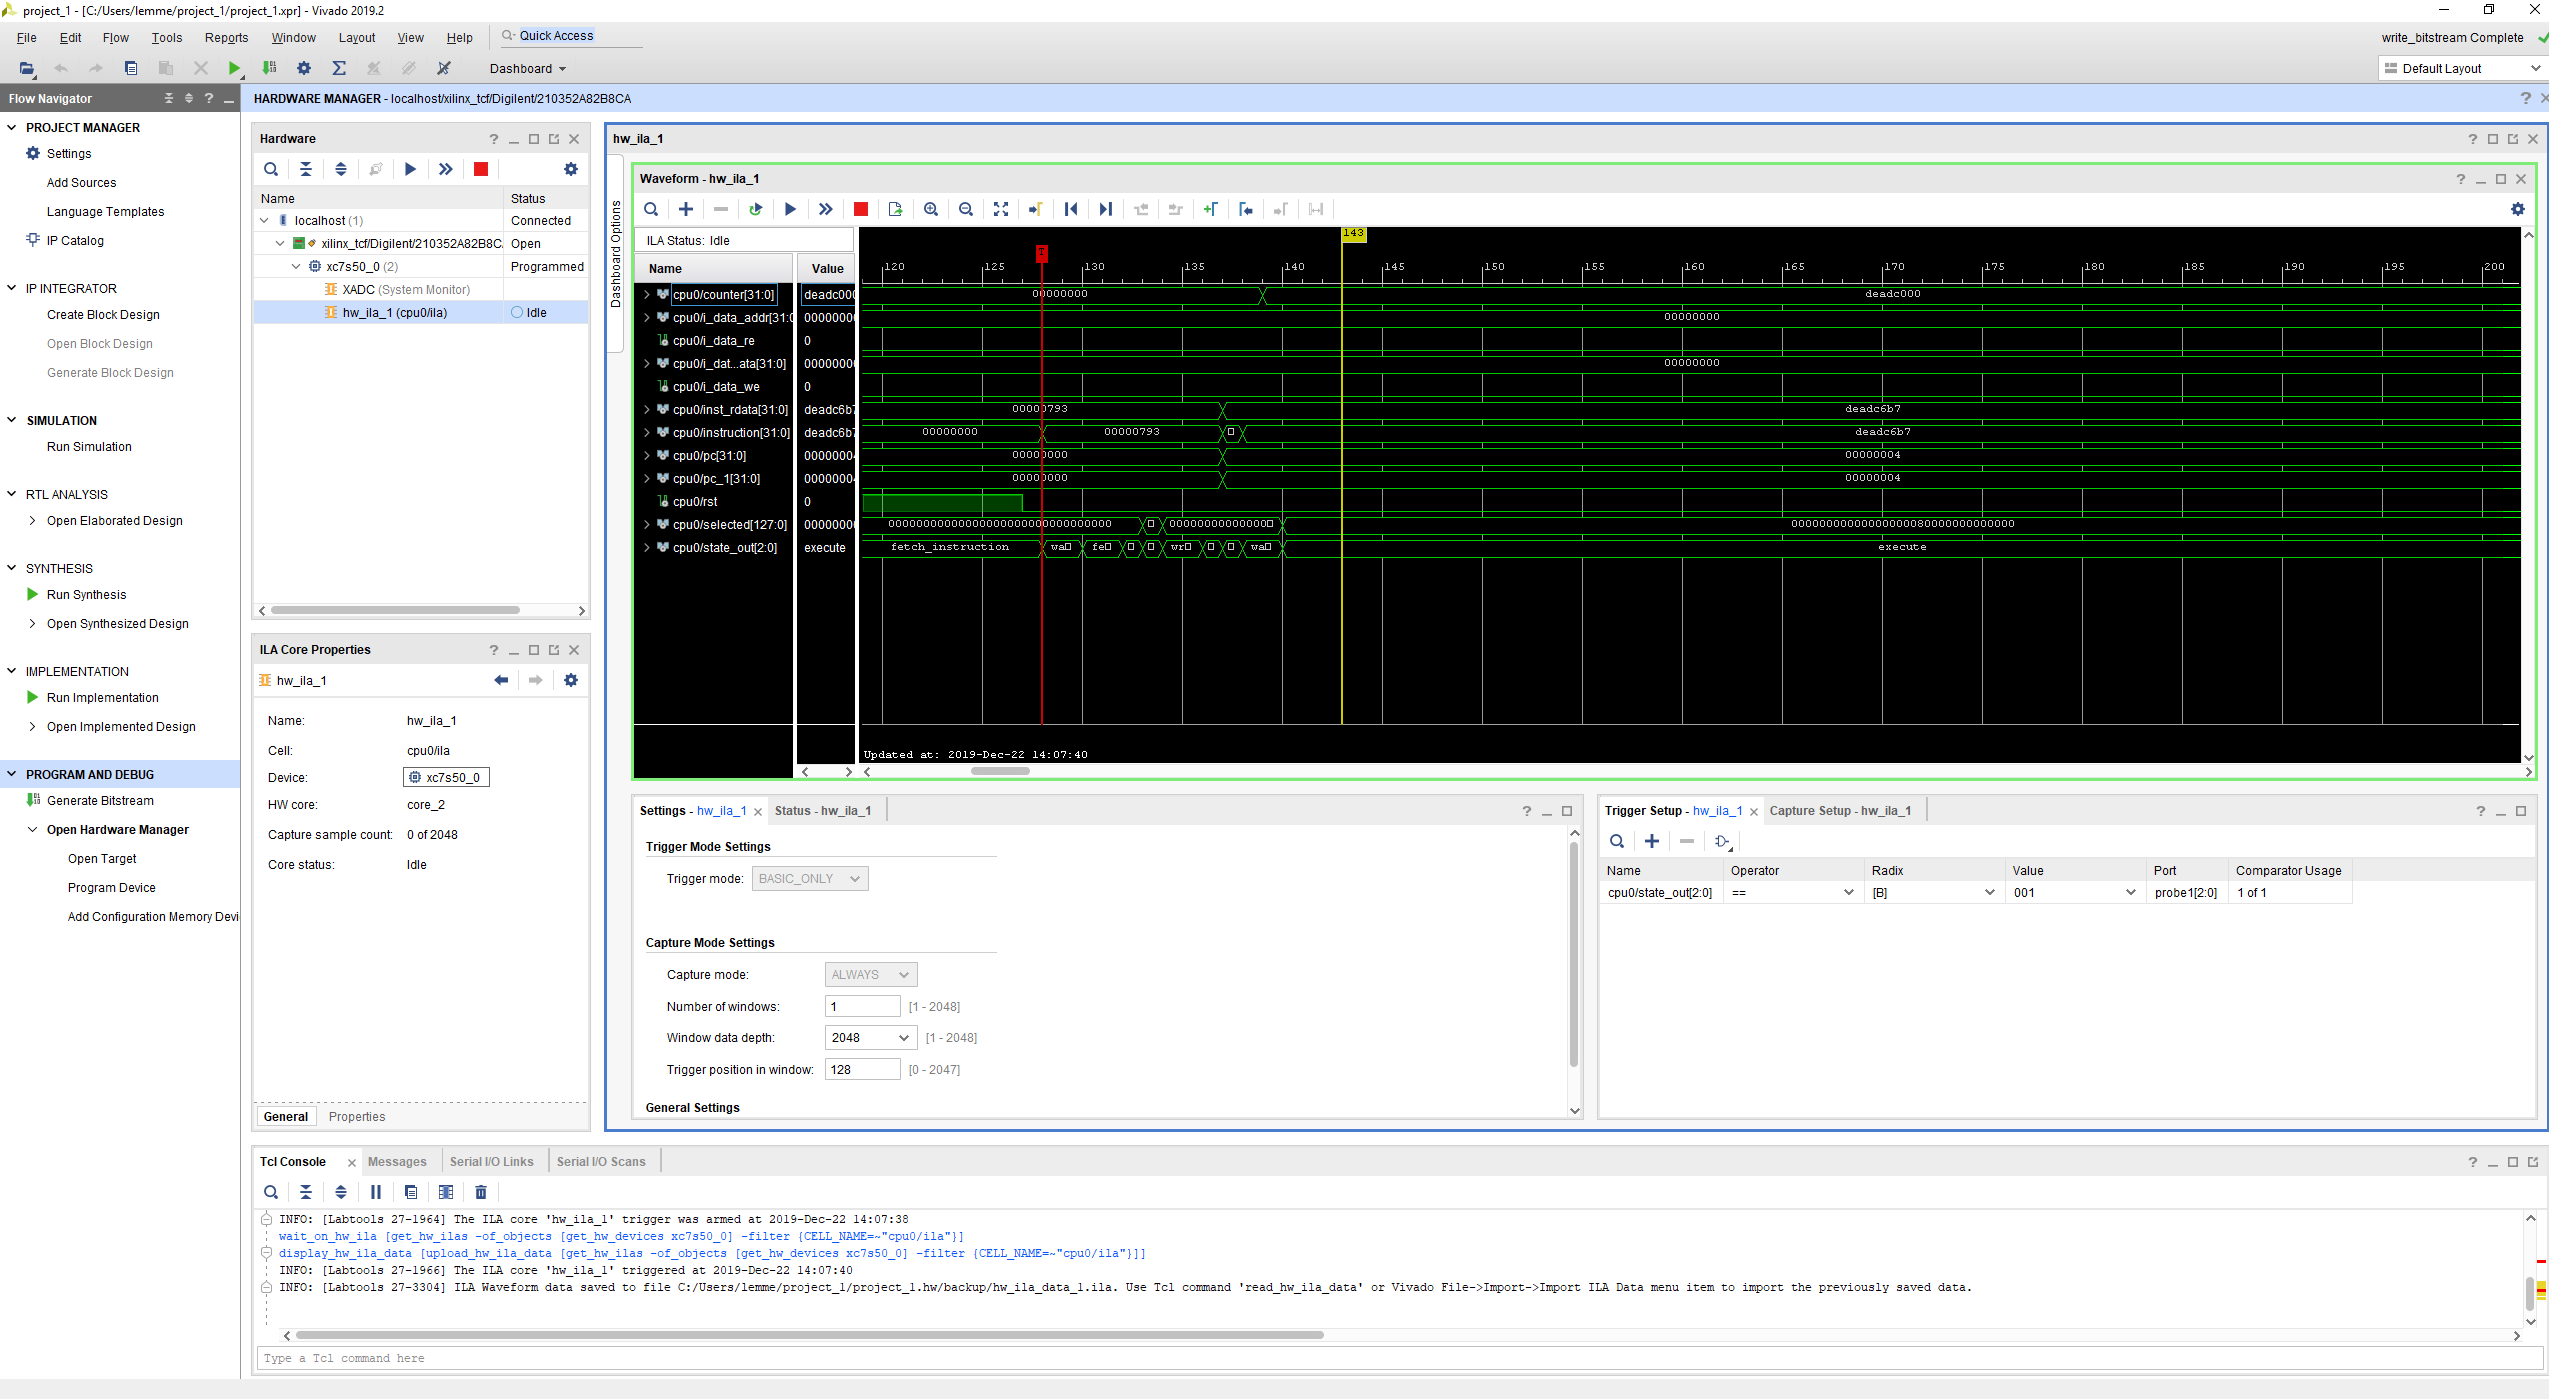 project_1 - [C:/Users/lemme/project_1/project_1.xpr] - Vivado 2019.2
File Edit Flow Tools Reports Window Layout View Help Quick Access
write_bitstream Complete
Dashboard
Default Layout
Flow Navigator
HARDWARE MANAGER - localhost/xilinx_tcf/Digilent/210352A82B8CA
PROJECT MANAGER
Settings
Add Sources
Language Templates
IP Catalog
IP INTEGRATOR
Create Block Design
Open Block Design
Generate Block Design
SIMULATION
Run Simulation
RTL ANALYSIS
Open Elaborated Design
SYNTHESIS
Run Synthesis
Open Synthesized Design
IMPLEMENTATION
Run Implementation
Open Implemented Design
PROGRAM AND DEBUG
Generate Bitstream
Open Hardware Manager
Open Target
Program Device
Add Configuration Memory Devi
Hardware
Name Status
localhost (1) Connected
xilinx_tcf/Digilent/210352A82B8C Open
xc7s50_0 (2) Programmed
XADC (System Monitor)
hw_ila_1 (cpu0/ila) Idle
ILA Core Properties
hw_ila_1
Name: hw_ila_1
Cell: cpu0/ila
Device: xc7s50_0
HW core: core_2
Capture sample count: 0 of 2048
Core status: Idle
General Properties
hw_ila_1
Dashboard Options
Waveform - hw_ila_1
ILA Status: Idle
143
Name Value
120 125 130 135 140 145 150 155 160 165 170 175 180 185 190 195 200
cpu0/counter[31:0] deadc000 00000000 deadc000
cpu0/i_data_addr[31:0 00000000 00000000
cpu0/i_data_re 0
cpu0/i_dat...ata[31:0] 00000000 00000000
cpu0/i_data_we 0
cpu0/inst_rdata[31:0] deadc6b7 00000793 deadc6b7
cpu0/instruction[31:0] deadc6b7 00000000 00000793 deadc6b7
cpu0/pc[31:0] 00000004 00000000 00000004
cpu0/pc_1[31:0] 00000004 00000000 00000004
cpu0/rst 0
cpu0/selected[127:0] 00000000 00000000000000000000000000000000 00000000000000 00000000000000000080000000000000
cpu0/state_out[2:0] execute fetch_instruction wa fe wr wa execute
Updated at: 2019-Dec-22 14:07:40
Settings - hw_ila_1 Status - hw_ila_1
Trigger Mode Settings
Trigger mode: BASIC_ONLY
Capture Mode Settings
Capture mode: ALWAYS
Number of windows: 1 [1 - 2048]
Window data depth: 2048 [1 - 2048]
Trigger position in window: 128 [0 - 2047]
General Settings
Trigger Setup - hw_ila_1 Capture Setup - hw_ila_1
Name Operator Radix Value Port Comparator Usage
cpu0/state_out[2:0] == [B] 001 probe1[2:0] 1 of 1
Tcl Console Messages Serial I/O Links Serial I/O Scans
INFO: [Labtools 27-1964] The ILA core 'hw_ila_1' trigger was armed at 2019-Dec-22 14:07:38
wait_on_hw_ila [get_hw_ilas -of_objects [get_hw_devices xc7s50_0] -filter {CELL_NAME=~"cpu0/ila"}]
display_hw_ila_data [upload_hw_ila_data [get_hw_ilas -of_objects [get_hw_devices xc7s50_0] -filter {CELL_NAME=~"cpu0/ila"}]]
INFO: [Labtools 27-1966] The ILA core 'hw_ila_1' triggered at 2019-Dec-22 14:07:40
INFO: [Labtools 27-3304] ILA Waveform data saved to file C:/Users/lemme/project_1/project_1.hw/backup/hw_ila_data_1.ila. Use Tcl command 'read_hw_ila_data' or Vivado File->Import->Import ILA Data menu item to import the previously saved data.
Type a Tcl command here